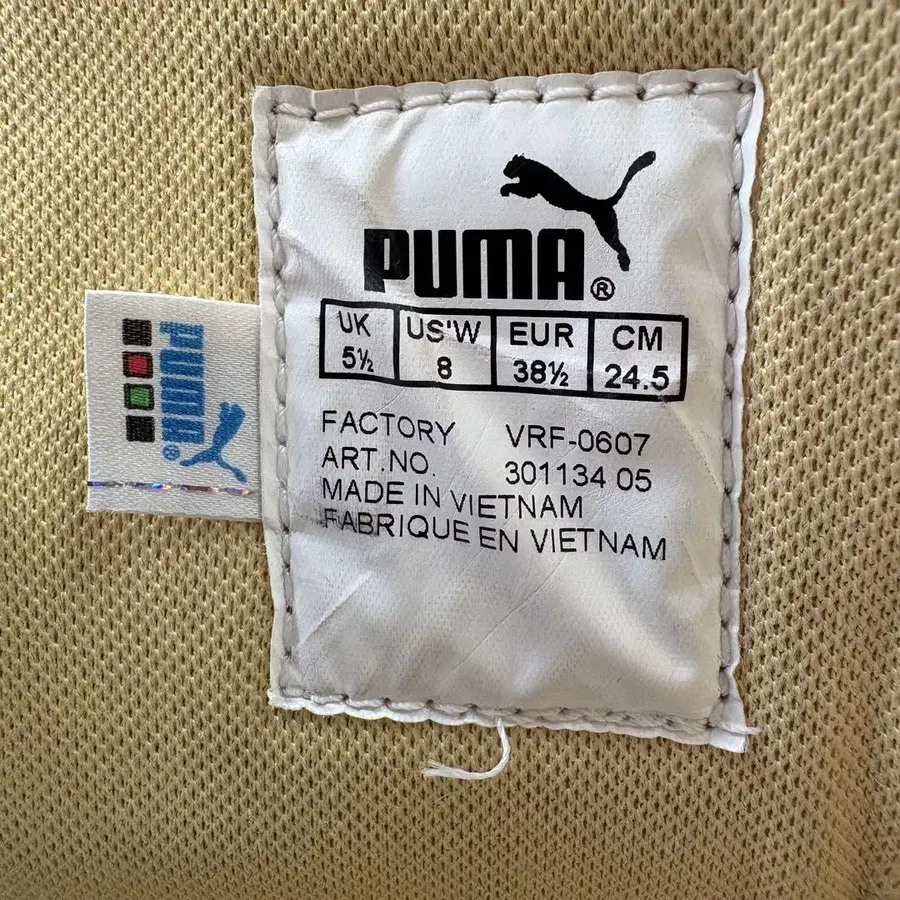 PUMA®
UK US'W EUR CM
5½ 8 38½ 24.5
FACTORY VRF-0607
ART.NO. 301134 05
MADE IN VIETNAM
FABRIQUE EN VIETNAM
PUMA®